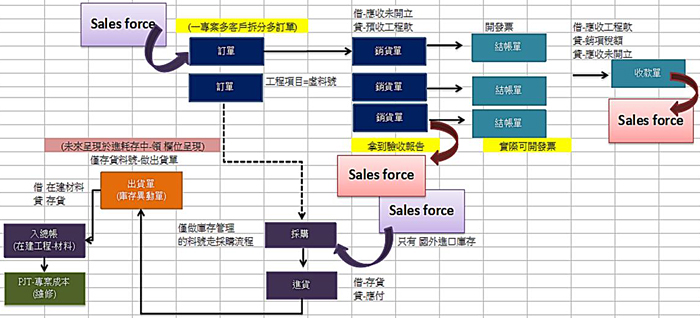 Sales force
(一專案多客戶拆分多訂單)
訂單
訂單
工程項目=虛料號
借-應收未開立
貸-預收工程款
銷貨單
銷貨單
銷貨單
拿到驗收報告
開發票
結帳單
結帳單
結帳單
實際可開發票
借-應收工程款
貸-銷項稅額
貸-應收未開立
收款單
Sales force
Sales force
Sales force
只有 國外進口庫存
(未來呈現於進耗存中-領 欄位呈現)
僅存貨料號-做出貨單
出貨單
(庫存異動單)
借 在建材料
貸 存貨
入總帳
(在建工程-材料)
PJT-專案成本
(維修)
僅做庫存管理
的料號走採購流程
採購
進貨
借-存貨
貸-應付